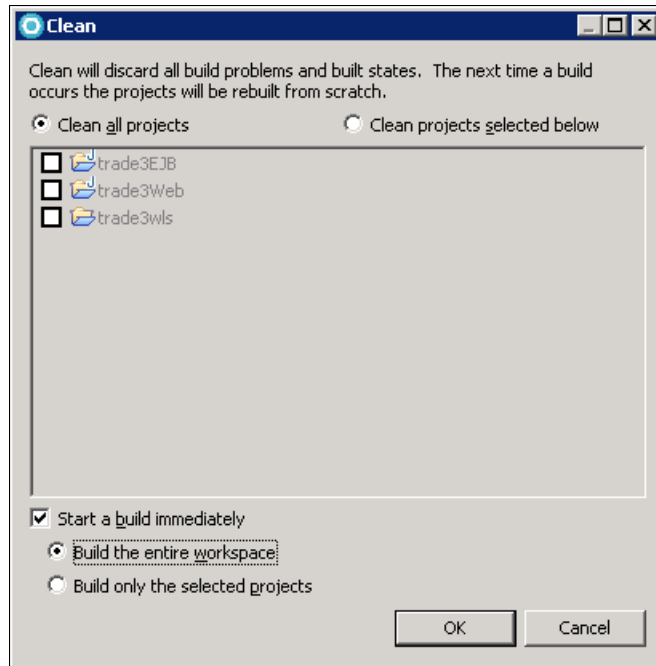 Clean
Clean will discard all build problems and built states. The next time a build
occurs the projects will be rebuilt from scratch.
Clean all projects Clean projects selected below
trade3EJB
trade3Web
trade3wls
Start a build immediately
Build the entire workspace
Build only the selected projects
OK Cancel